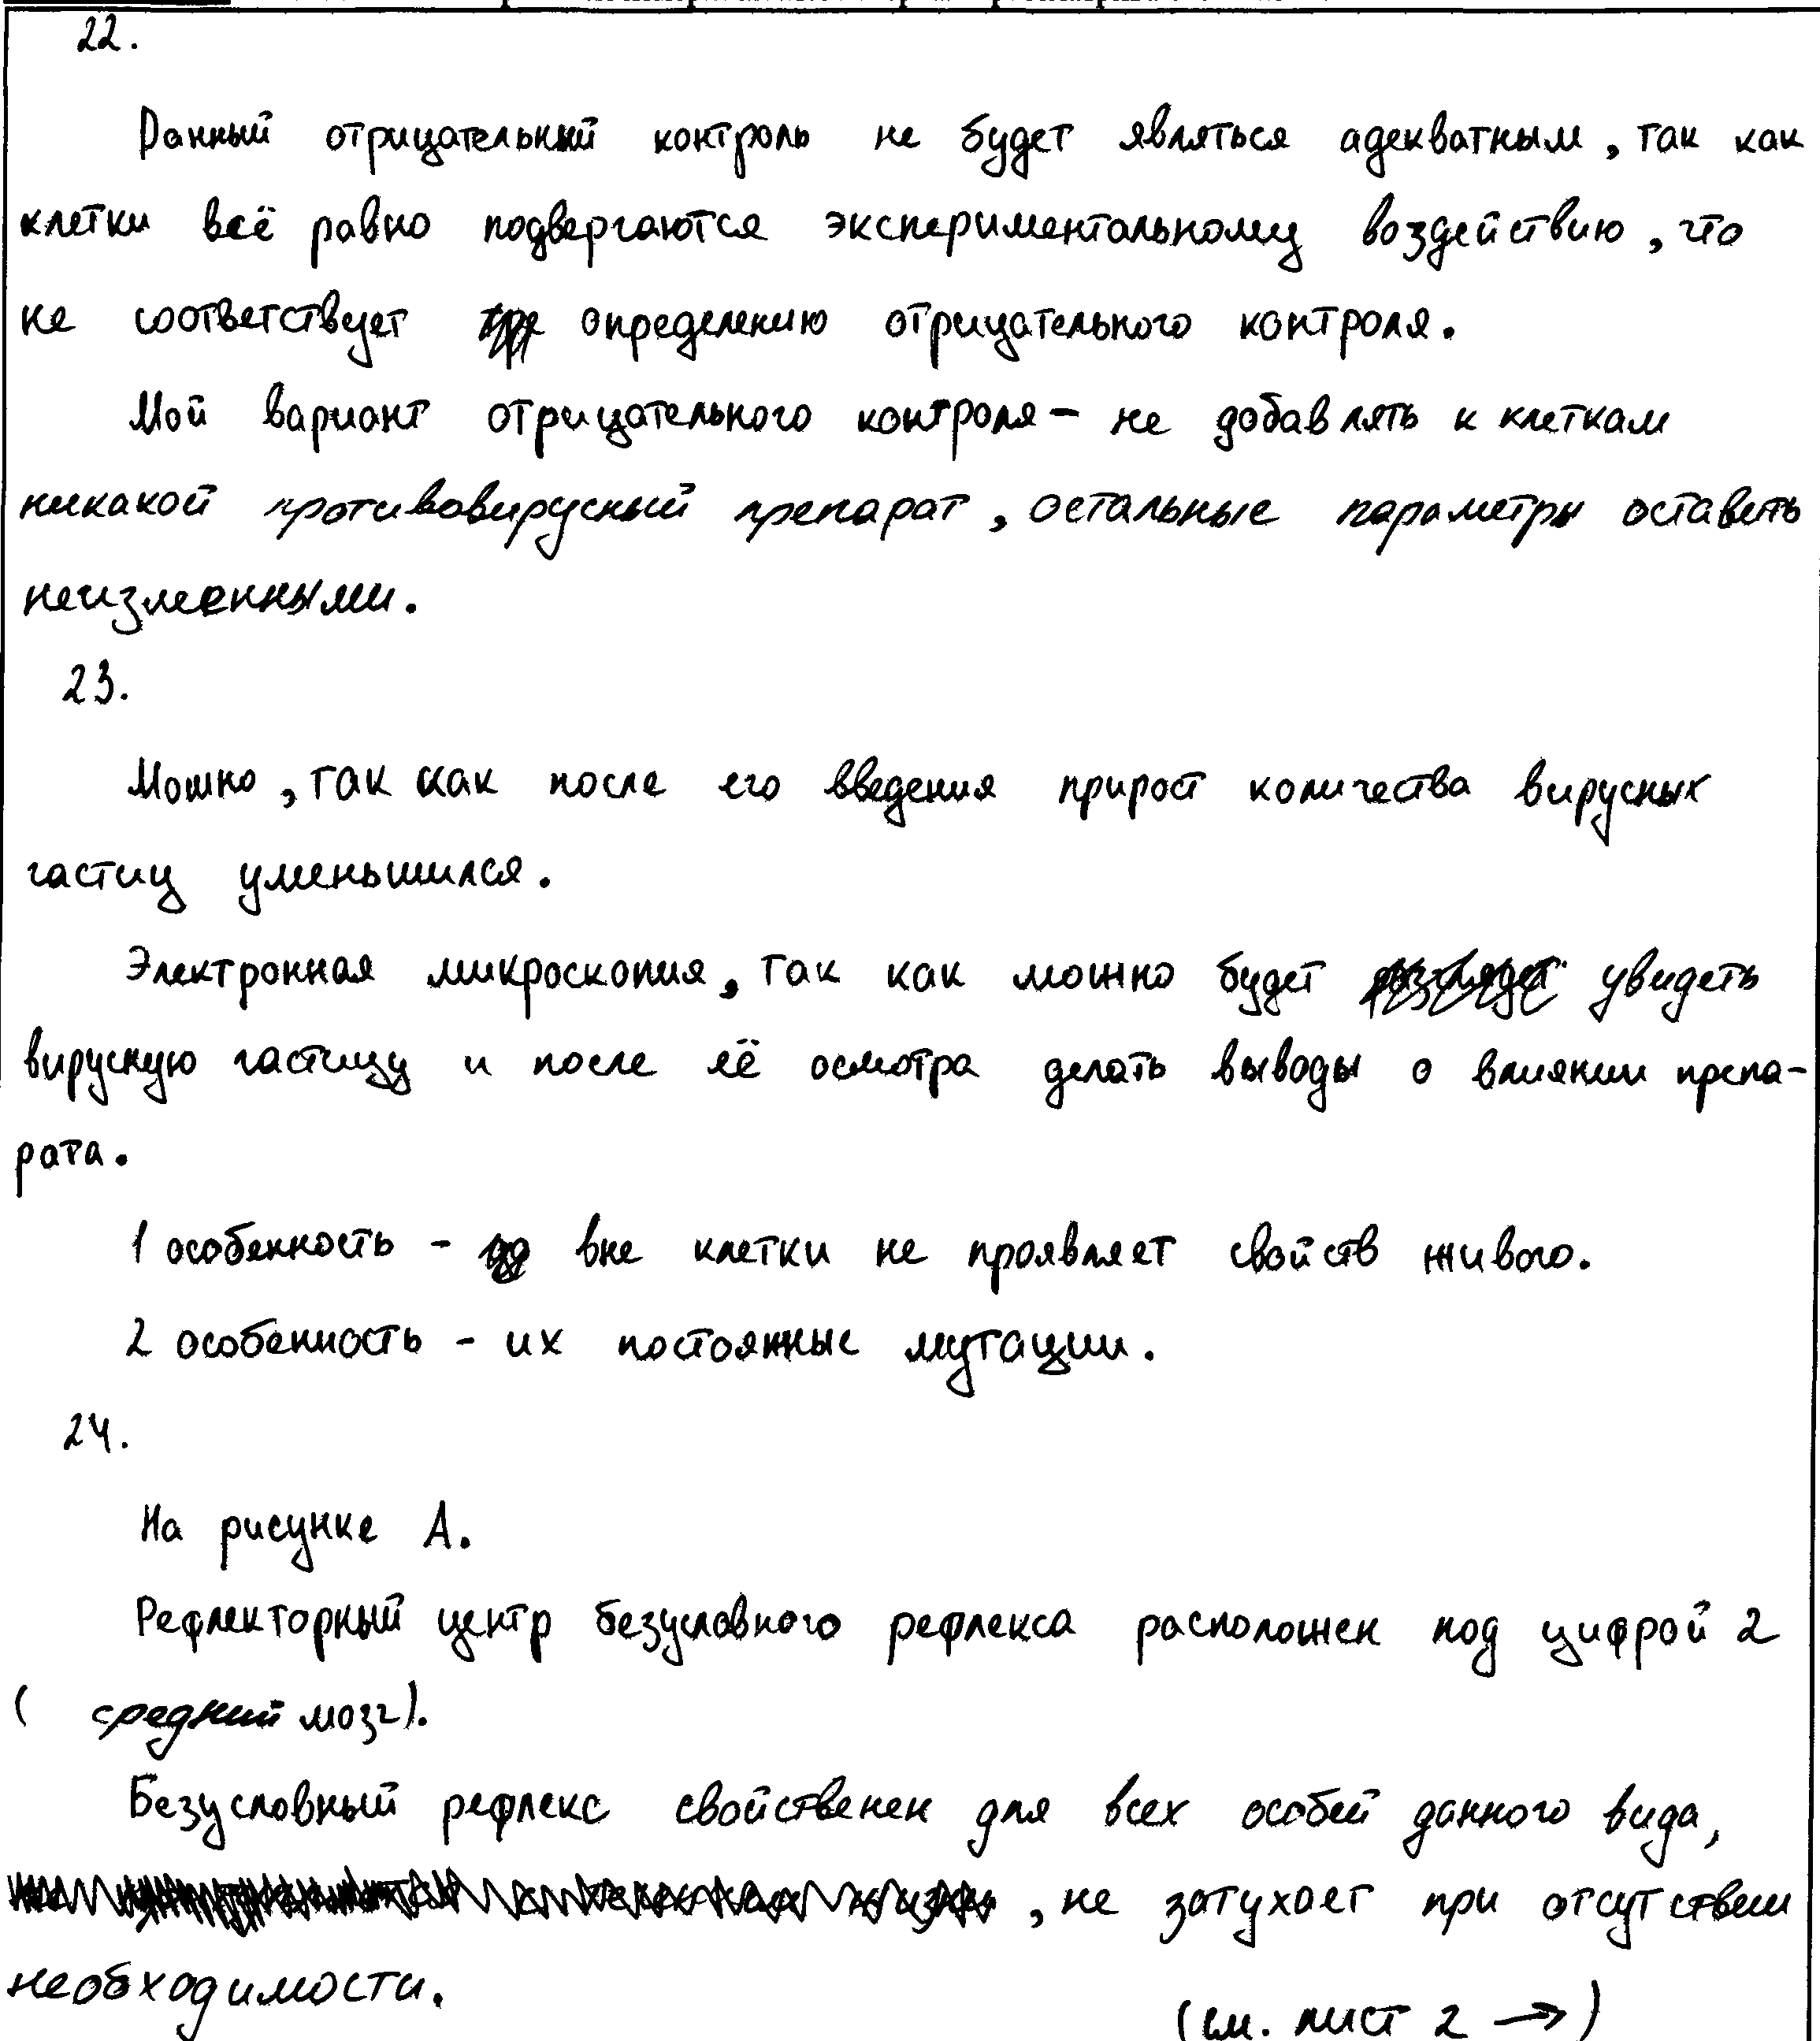 22.
Данный отрицательный контроль не будет являться адекватным, так как
клетки всё равно подвергаются экспериментальному воздействию, что
не соответствует определению отрицательного контроля.
Мой вариант отрицательного контроля – не добавлять к клеткам
никакой противовирусный препарат, остальные параметры оставить
неизменными.
23.
Можно, так как после его введения прирост количества вирусных
частиц уменьшился.
Электронная микроскопия, так как можно будет увидеть
вирусную частицу и после её осмотра делать выводы о влиянии препа-
рата.
1 особенность – вне клетки не проявляет свойств живого.
2 особенность – их постоянные мутации.
24.
На рисунке А.
Рефлекторный центр безусловного рефлекса расположен под цифрой 2
( средний мозг).
Безусловный рефлекс свойственен для всех особей данного вида,
, не затухает при отсутствии
необходимости.
(см. лист 2 →)